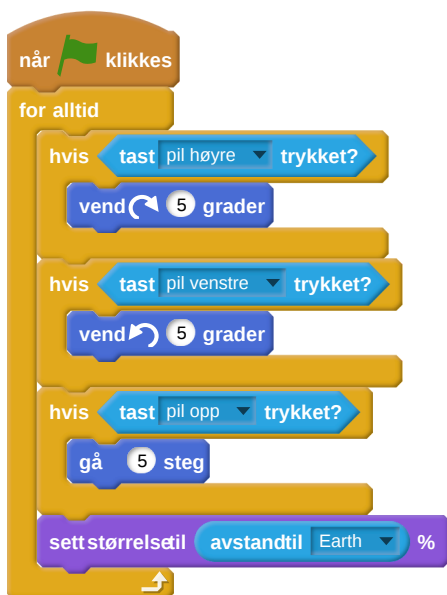 når klikkes
for alltid
hvis tast pil høyre trykket?
vend 5 grader
hvis tast pil venstre trykket?
vend 5 grader
hvis tast pil opp trykket?
gå 5 steg
sett størrelse til avstand til Earth %